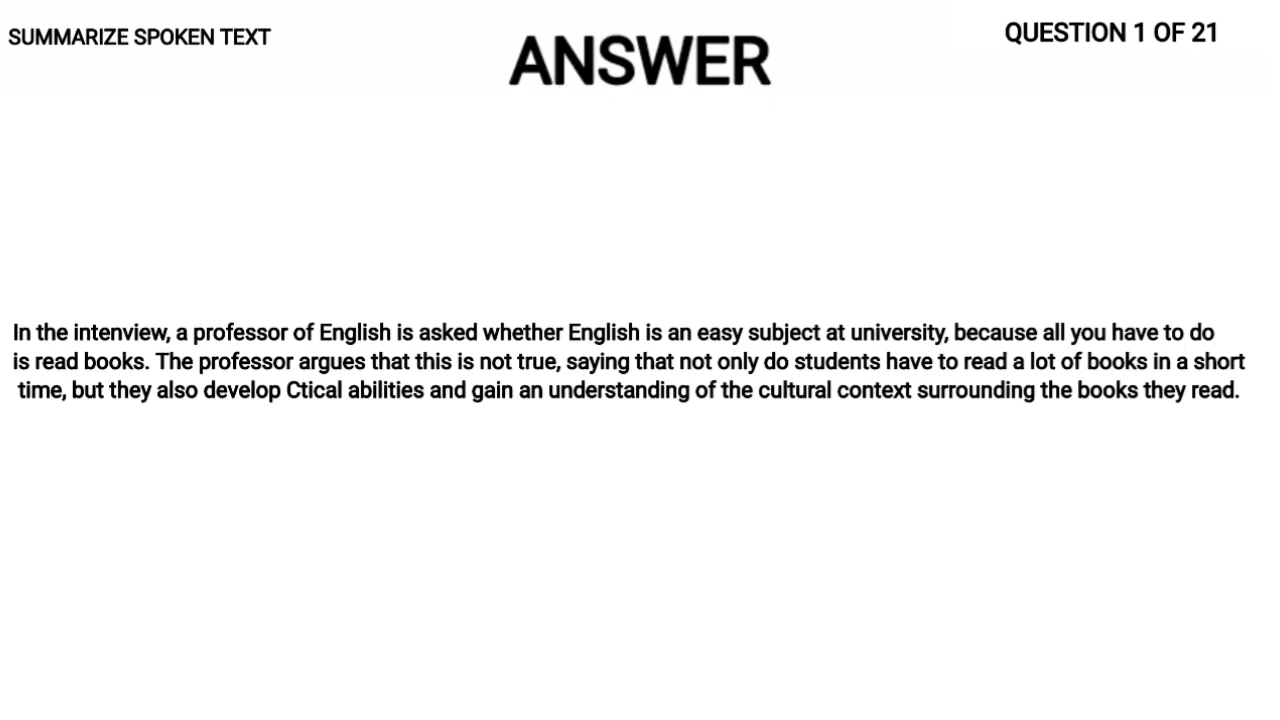 SUMMARIZE SPOKEN TEXT
ANSWER
QUESTION 1 OF 21
In the intenview, a professor of English is asked whether English is an easy subject at university, because all you have to do
is read books. The professor argues that this is not true, saying that not only do students have to read a lot of books in a short
time, but they also develop Ctical abilities and gain an understanding of the cultural context surrounding the books they read.